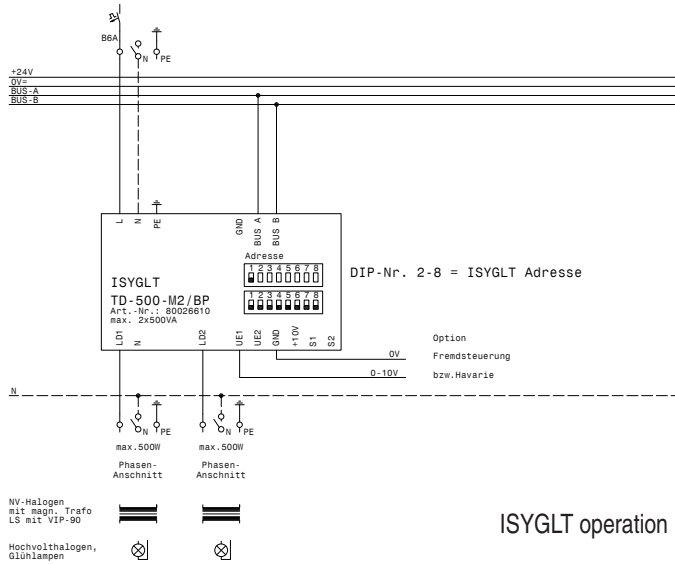 B6A
N
PE
+24V
0V=
BUS-A
BUS-B
L
N
PE
GND
BUS A
BUS B
Adresse
1 2 3 4 5 6 7 8
DIP-Nr. 2-8 = ISYGLT Adresse
ISYGLT
TD-500-M2/BP
Art.-Nr.: 80026610
max. 2x500VA
1 2 3 4 5 6 7 8
LD1
N
LD2
UE1
UE2
GND
+10V
S1
S2
Option
0V
Fremdsteuerung
0-10V
bzw.Havarie
N
N
PE
N
PE
max.500W
max.500W
Phasen-
Anschnitt
Phasen-
Anschnitt
NV-Halogen
mit magn. Trafo
LS mit VIP-90
ISYGLT operation
Hochvolthalogen,
Glühlampen